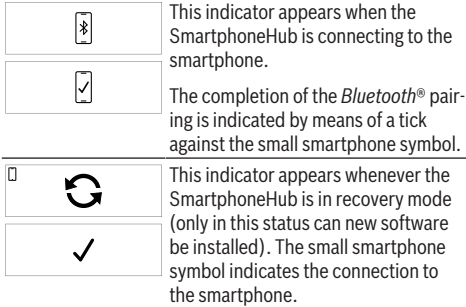 This indicator appears when the
SmartphoneHub is connecting to the
smartphone.
The completion of the Bluetooth® pair-
ing is indicated by means of a tick
against the small smartphone symbol.
This indicator appears whenever the
SmartphoneHub is in recovery mode
(only in this status can new software
be installed). The small smartphone
symbol indicates the connection to
the smartphone.